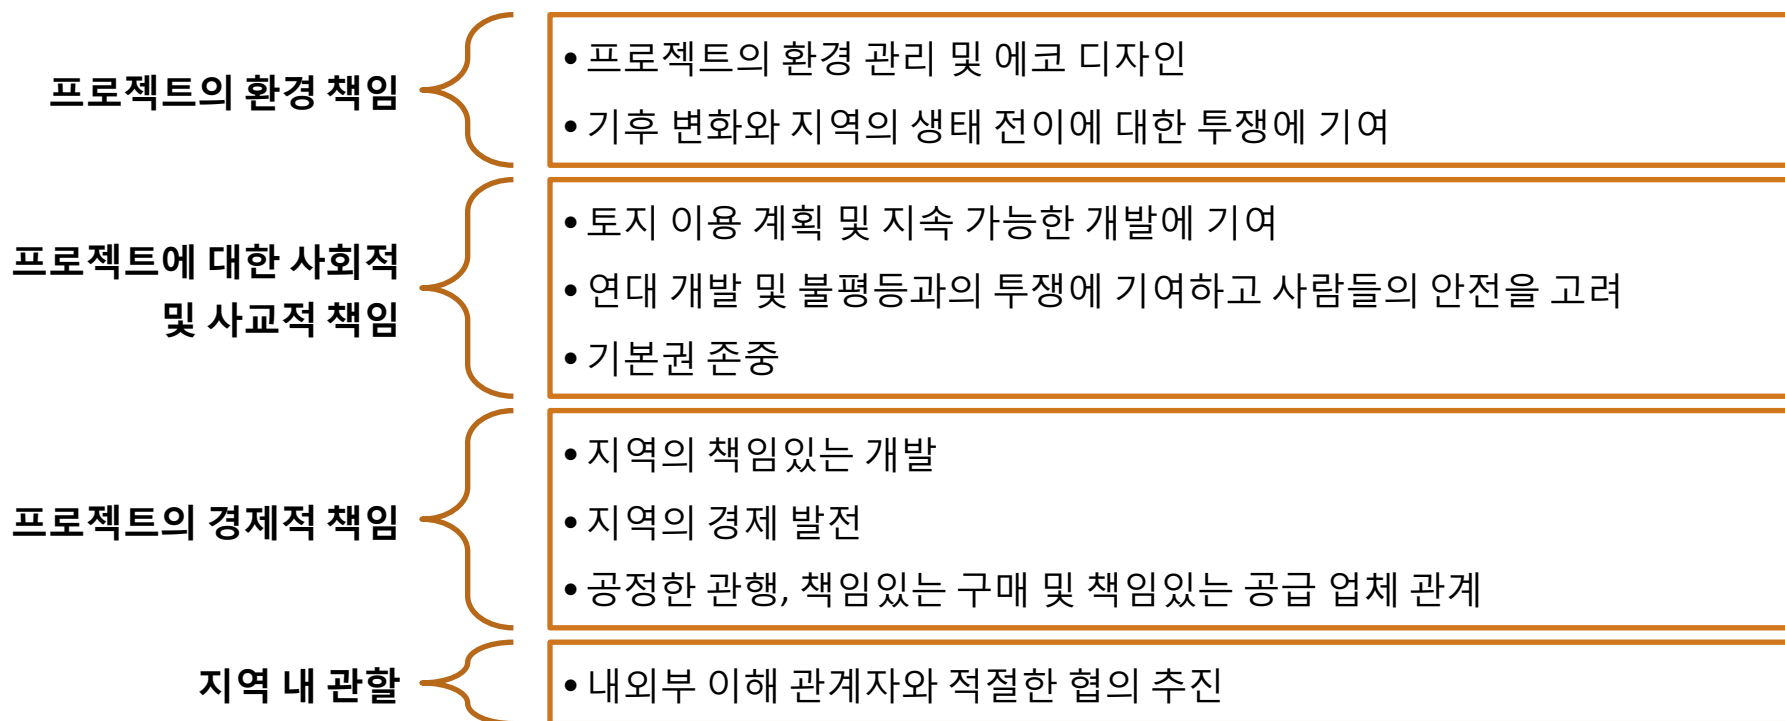 프로젝트의 환경 책임
• 프로젝트의 환경 관리 및 에코 디자인
• 기후 변화와 지역의 생태 전이에 대한 투쟁에 기여
프로젝트에 대한 사회적
및 사교적 책임
• 토지 이용 계획 및 지속 가능한 개발에 기여
• 연대 개발 및 불평등과의 투쟁에 기여하고 사람들의 안전을 고려
• 기본권 존중
프로젝트의 경제적 책임
• 지역의 책임있는 개발
• 지역의 경제 발전
• 공정한 관행, 책임있는 구매 및 책임있는 공급 업체 관계
지역 내 관할
• 내외부 이해 관계자와 적절한 협의 추진